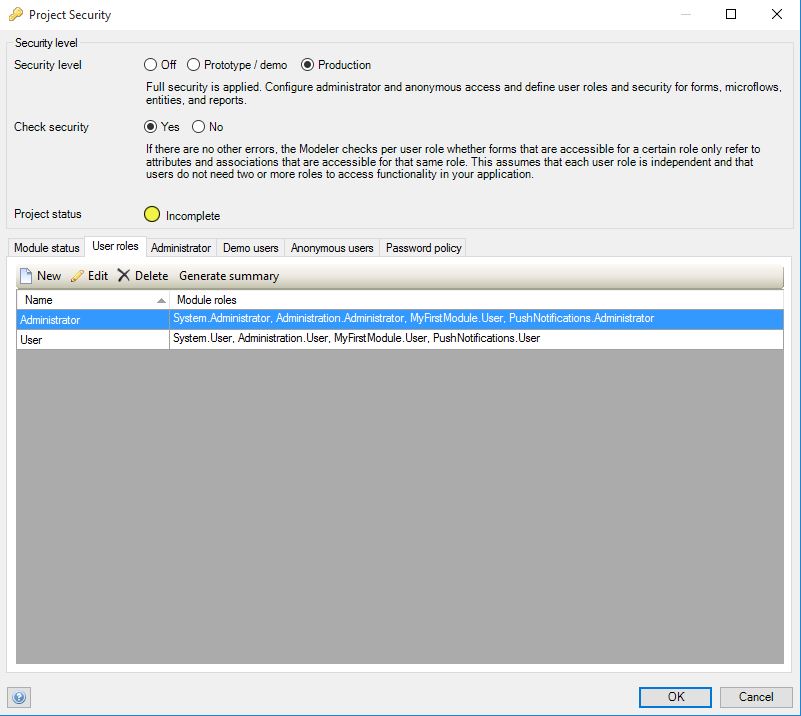 Project Security
Security level
Security level Off Prototype / demo Production
Full security is applied. Configure administrator and anonymous access and define user roles and security for forms, microflows,
entities, and reports.
Check security Yes No
If there are no other errors, the Modeler checks per user role whether forms that are accessible for a certain role only refer to
attributes and associations that are accessible for that same role. This assumes that each user role is independent and that
users do not need two or more roles to access functionality in your application.
Project status Incomplete
Module status User roles Administrator Demo users Anonymous users Password policy
New Edit Delete Generate summary
Name Module roles
Administrator System.Administrator, Administration.Administrator, MyFirstModule.User, PushNotifications.Administrator
User System.User, Administration.User, MyFirstModule.User, PushNotifications.User
? OK Cancel